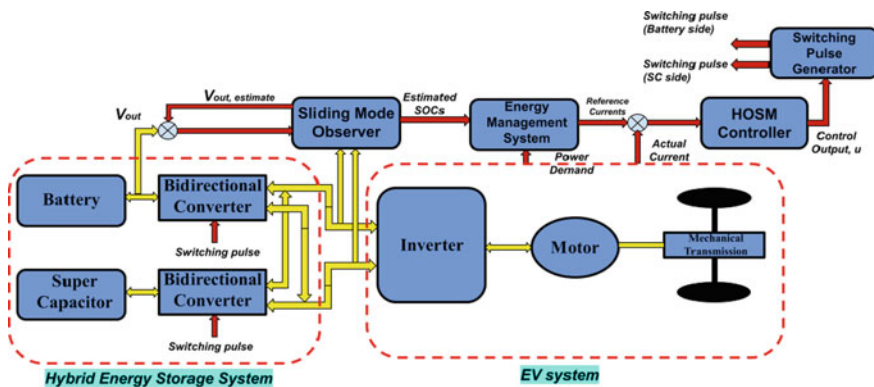 Switching pulse
(Battery side)
Switching pulse
(SC side)
Switching
Pulse
Generator
Vout
Vout, estimate
Sliding Mode
Observer
Estimated
SOCs
Energy
Management
System
Reference
Currents
HOSM
Controller
Power
Demand
Actual
Current
Control
Output, u
Battery
Bidirectional
Converter
Switching pulse
Super
Capacitor
Bidirectional
Converter
Switching pulse
Inverter
Motor
Mechanical
Transmission
Hybrid Energy Storage System
EV system